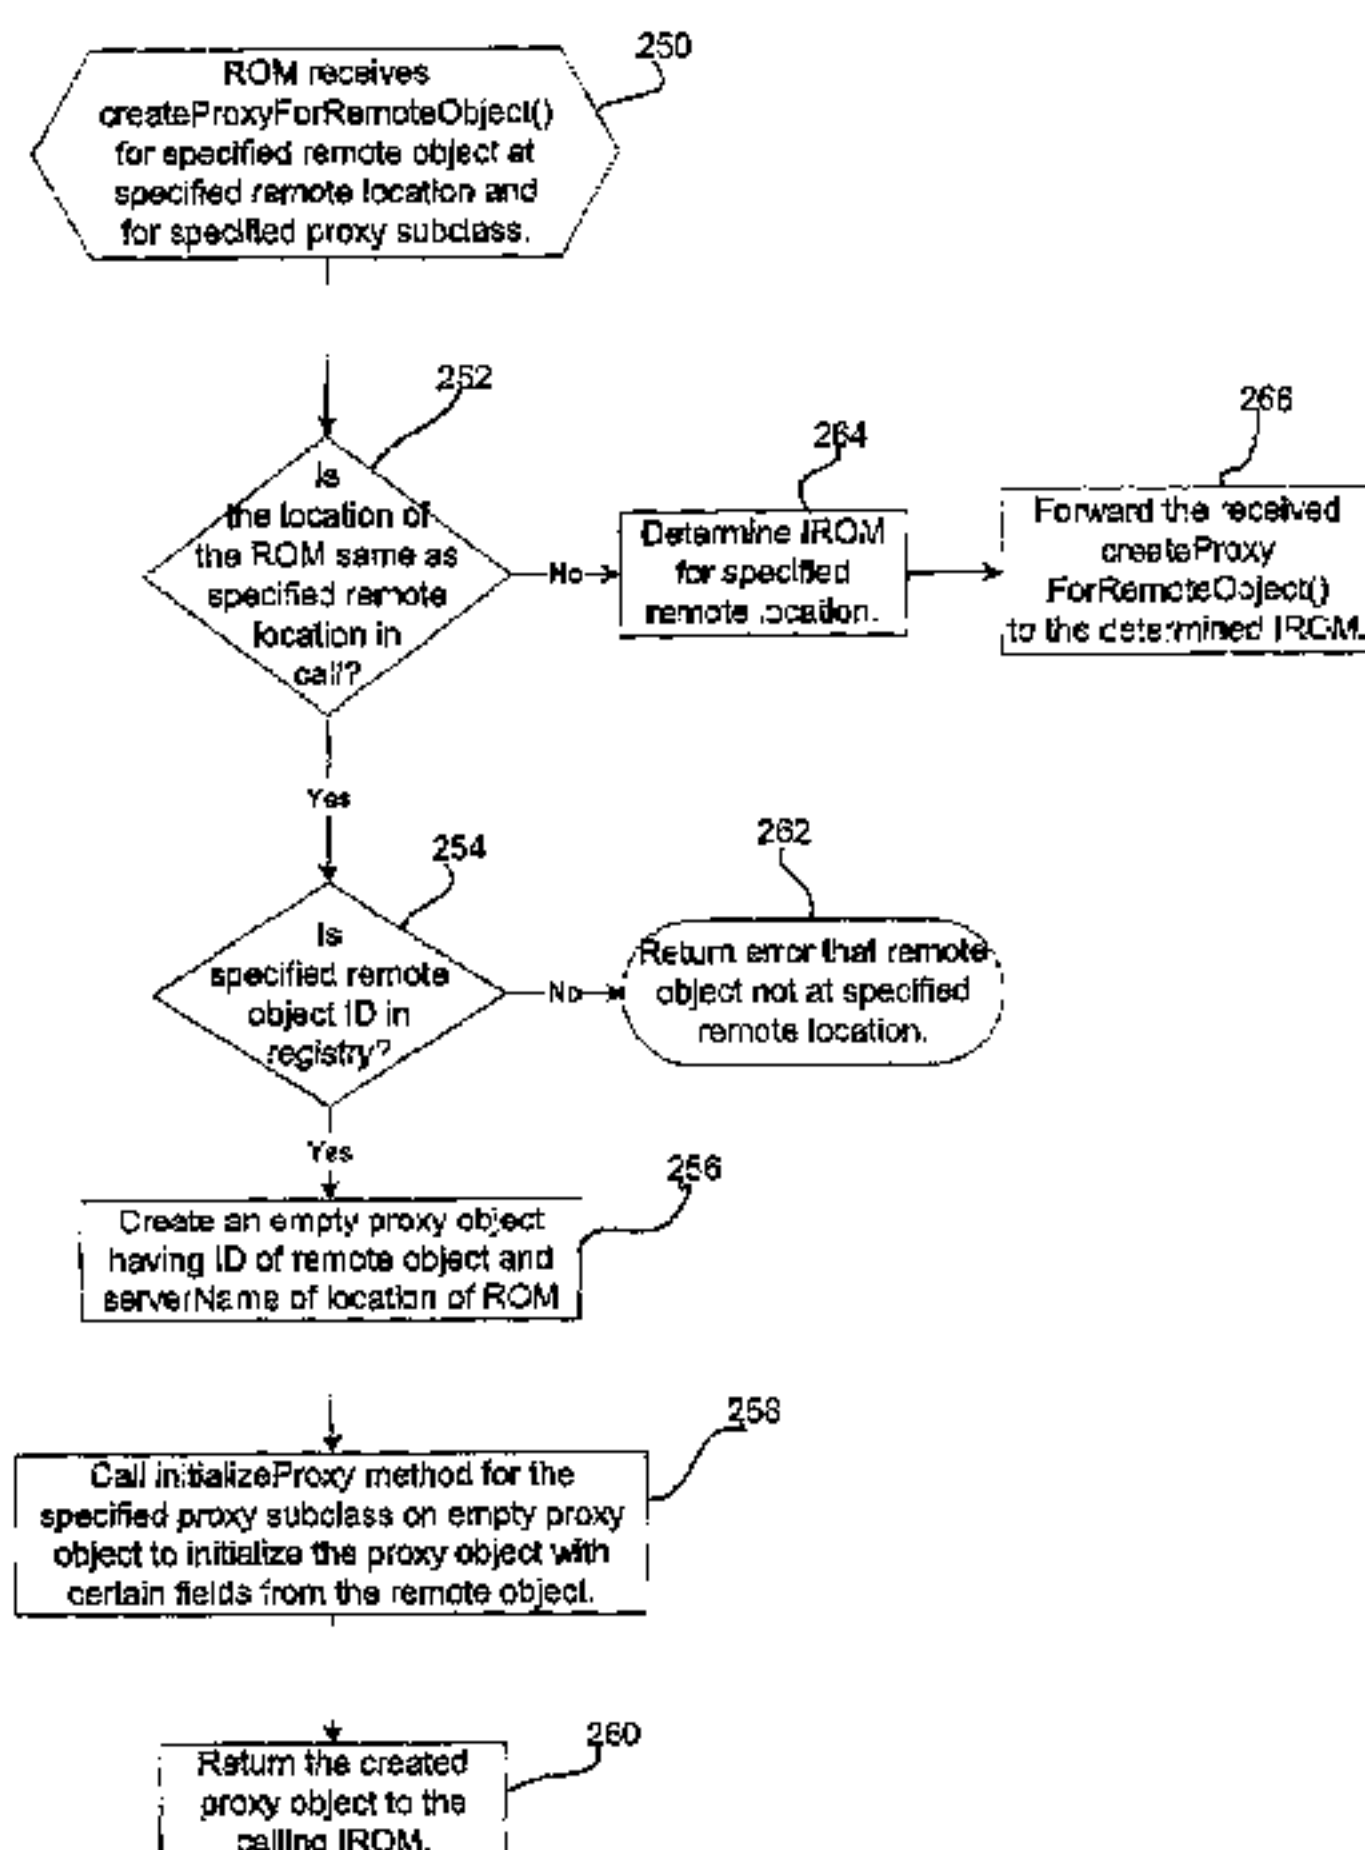 250
ROM receives
createProxyForRemoteObject()
for specified remote object at
specified remote location and
for specified proxy subclass.
252
Is
the location of
the ROM same as
specified remote
location in
call?
No
264
Determine IROM
for specified
remote location.
266
Forward the received
createProxy
ForRemoteObject()
to the determined IROM.
Yes
254
Is
specified remote
object ID in
registry?
No
262
Return error that remote
object not at specified
remote location.
Yes
256
Create an empty proxy object
having ID of remote object and
serverName of location of ROM
258
Call initializeProxy method for the
specified proxy subclass on empty proxy
object to initialize the proxy object with
certain fields from the remote object.
260
Return the created
proxy object to the
calling IROM.